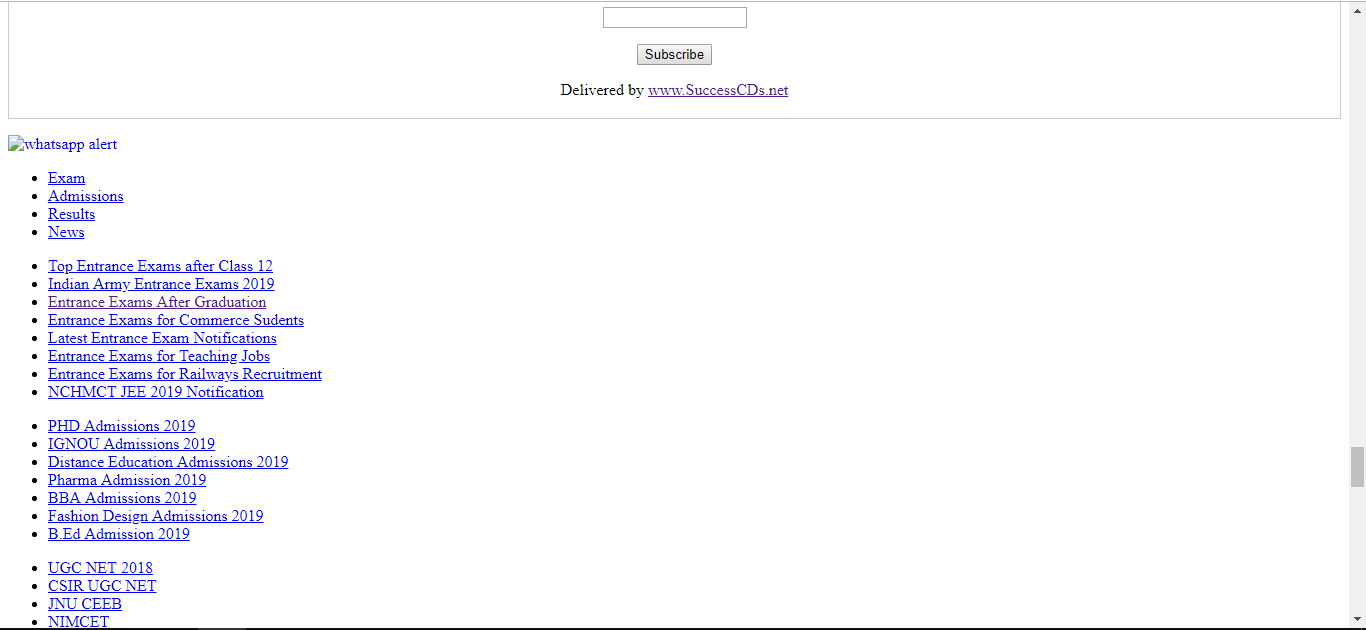 Subscribe
Delivered by www.SuccessCDs.net
whatsapp alert
Exam
Admissions
Results
News
Top Entrance Exams after Class 12
Indian Army Entrance Exams 2019
Entrance Exams After Graduation
Entrance Exams for Commerce Sudents
Latest Entrance Exam Notifications
Entrance Exams for Teaching Jobs
Entrance Exams for Railways Recruitment
NCHMCT JEE 2019 Notification
PHD Admissions 2019
IGNOU Admissions 2019
Distance Education Admissions 2019
Pharma Admission 2019
BBA Admissions 2019
Fashion Design Admissions 2019
B.Ed Admission 2019
UGC NET 2018
CSIR UGC NET
JNU CEEB
NIMCET